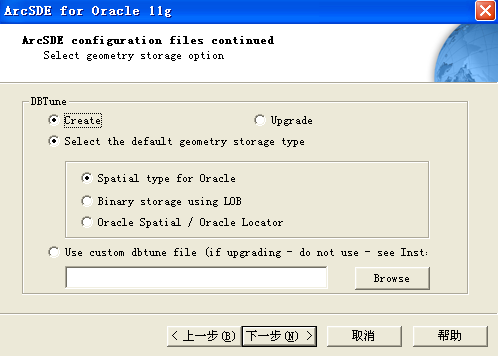 ArcSDE for Oracle 11g
ArcSDE configuration files continued
Select geometry storage option
DBTune
Create
Upgrade
Select the default geometry storage type
Spatial type for Oracle
Binary storage using LOB
Oracle Spatial / Oracle Locator
Use custom dbtune file (if upgrading - do not use - see Inst:
Browse
< 上一步(B) 下一步(N) > 取消 帮助